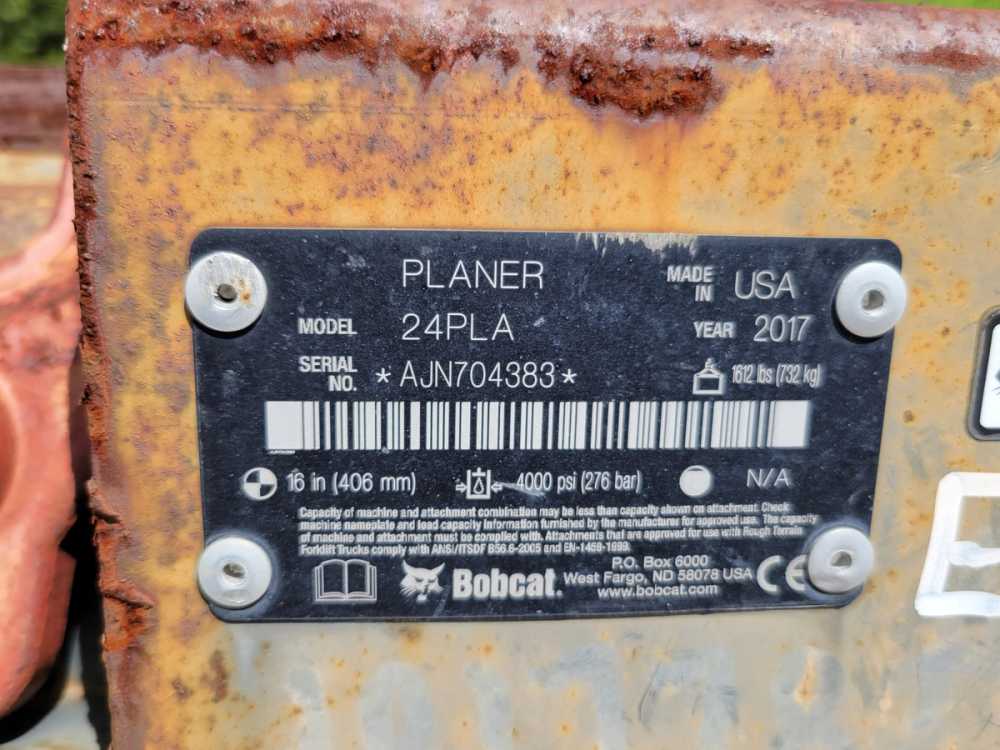 PLANER
MADE IN USA
MODEL 24PLA
YEAR 2017
SERIAL NO. *AJN704383*
1612 lbs (732 kg)
16 in (406 mm)
4000 psi (276 bar)
N/A
Capacity of machine and attachment combination may be less than capacity shown on attachment. Check
machine nameplate and load capacity information furnished by the manufacturer for approved use. The capacity
of machine and attachment must be complied with. Attachments that are approved for use with Rough Terrain
Forklift Trucks comply with ANSI/ITSDF B56.6-2005 and EN-1459-1999.
Bobcat.
P.O. Box 6000
West Fargo, ND 58078 USA
www.bobcat.com
CE